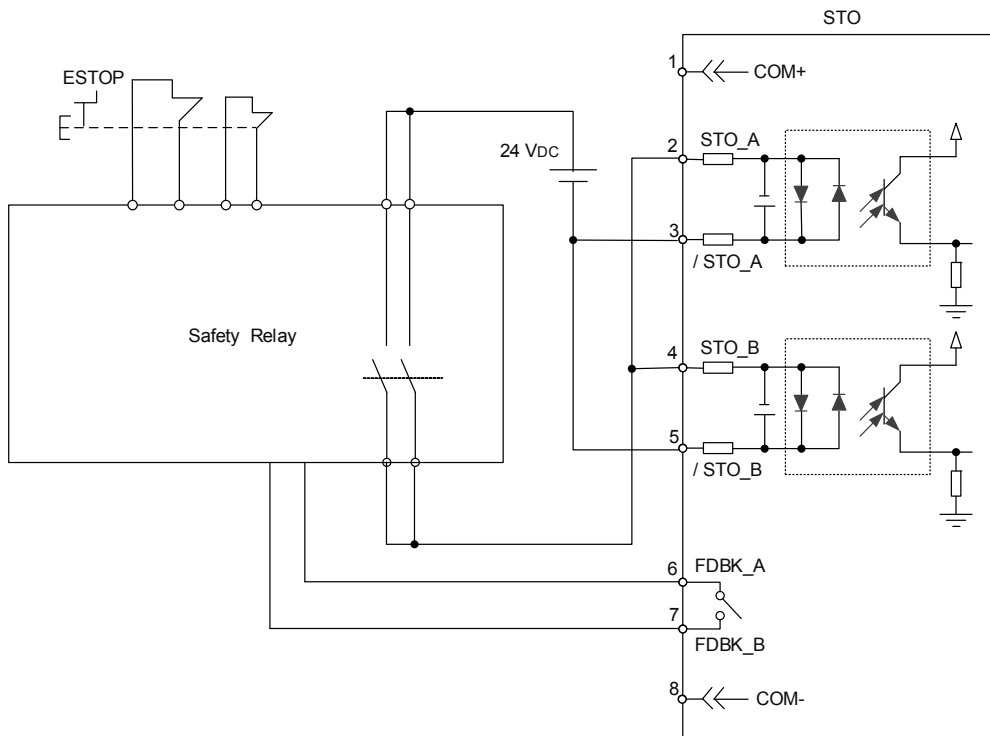 STO
1
COM+
ESTOP
24 VDC
2
STO_A
3
/ STO_A
Safety Relay
4
STO_B
5
/ STO_B
6
FDBK_A
7
FDBK_B
8
COM-